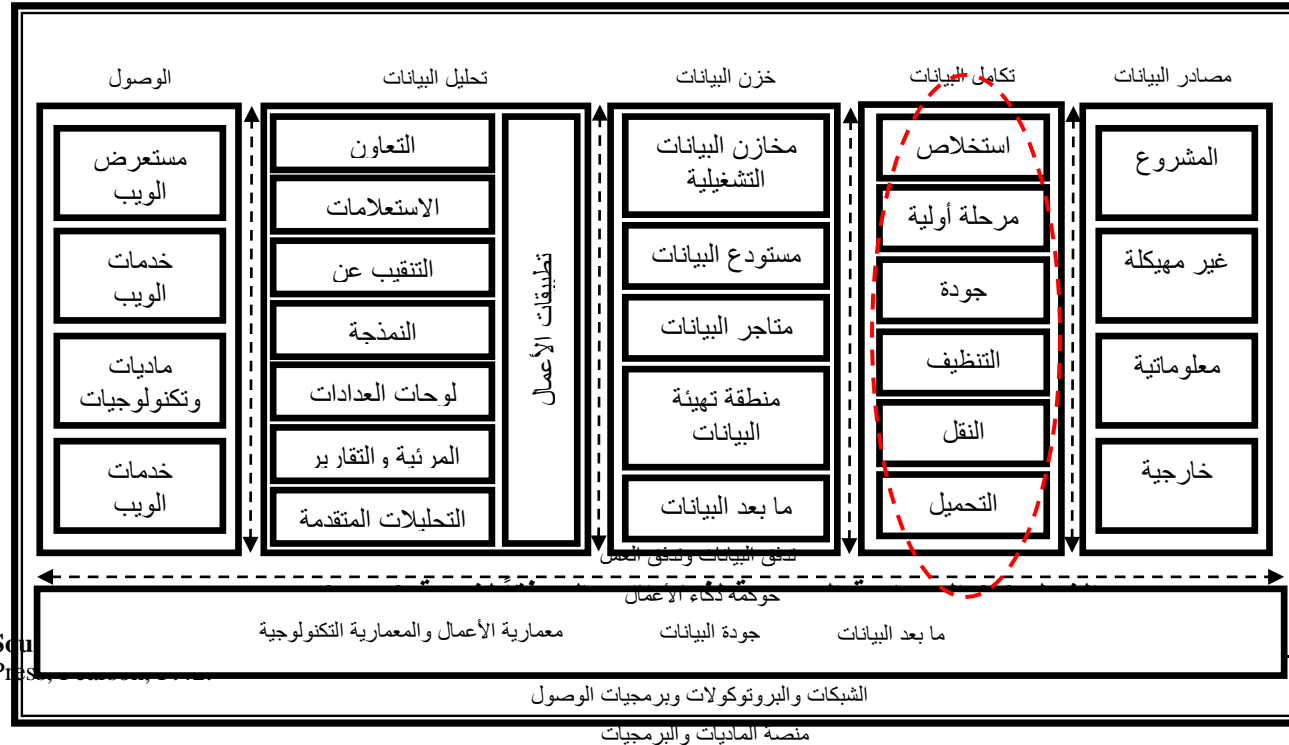 مصادر البيانات
تكامل البيانات
خزن البيانات
تحليل البيانات
الوصول
المشروع
غير مهيكلة
معلوماتية
خارجية
استخلاص
مرحلة أولية
جودة
التنظيف
النقل
التحميل
مخازن البيانات
التشغيلية
مستودع البيانات
متاجر البيانات
منطقة تهيئة
البيانات
ما بعد البيانات
تطبيقات الأعمال
التعاون
الاستعلامات
التنقيب عن
النمذجة
لوحات العدادات
المرئية والتقارير
التحليلات المتقدمة
مستعرض
الويب
خدمات
الويب
ماديات
وتكنولوجيات
خدمات
الويب
تدفق البيانات وتدفق العمل
حوكمة ذكاء الأعمال
ما بعد البيانات جودة البيانات معمارية الأعمال والمعمارية التكنولوجية
Sou
Press,
الشبكات والبروتوكولات وبرمجيات الوصول
منصة الماديات والبرمجيات